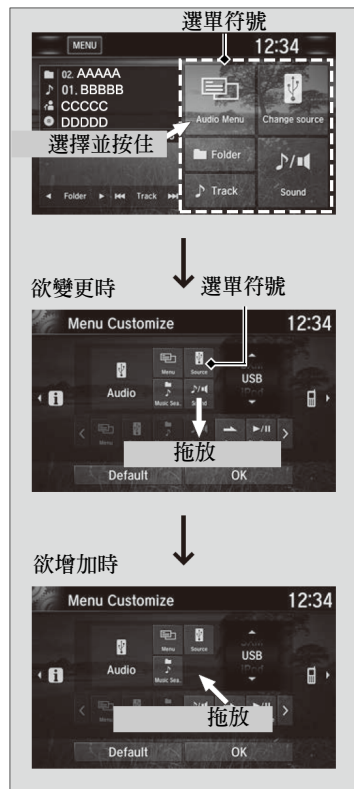 選單符號
MENU 12:34
02. AAAAA
01. BBBBB
CCCCC
DDDDD
Audio Menu Change source
選擇並按住
Folder
Track
Sound
Folder Track
欲變更時 選單符號
Menu Customize 12:34
Menu Source
Audio
Music Sea.
USB
拖放
Default OK
欲增加時
Menu Customize 12:34
Menu Source
Audio
Music Sea.
USB
iPod
拖放
Default OK